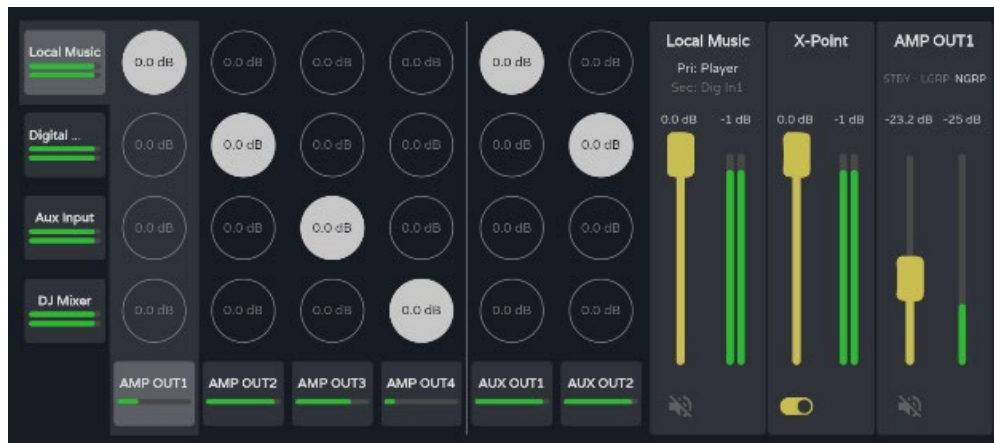 Local Music
0.0 dB 0.0 dB 0.0 dB 0.0 dB 0.0 dB 0.0 dB
Digital ...
0.0 dB 0.0 dB 0.0 dB 0.0 dB 0.0 dB 0.0 dB
Aux Input
0.0 dB 0.0 dB 0.0 dB 0.0 dB 0.0 dB 0.0 dB
DJ Mixer
0.0 dB 0.0 dB 0.0 dB 0.0 dB 0.0 dB 0.0 dB
AMP OUT1 AMP OUT2 AMP OUT3 AMP OUT4 AUX OUT1 AUX OUT2
Local Music
Pri: Player
Sec: Dig In1
0.0 dB -1 dB
X-Point
0.0 dB -1 dB
AMP OUT1
STBY LGRP NGRP
-23.2 dB -25 dB